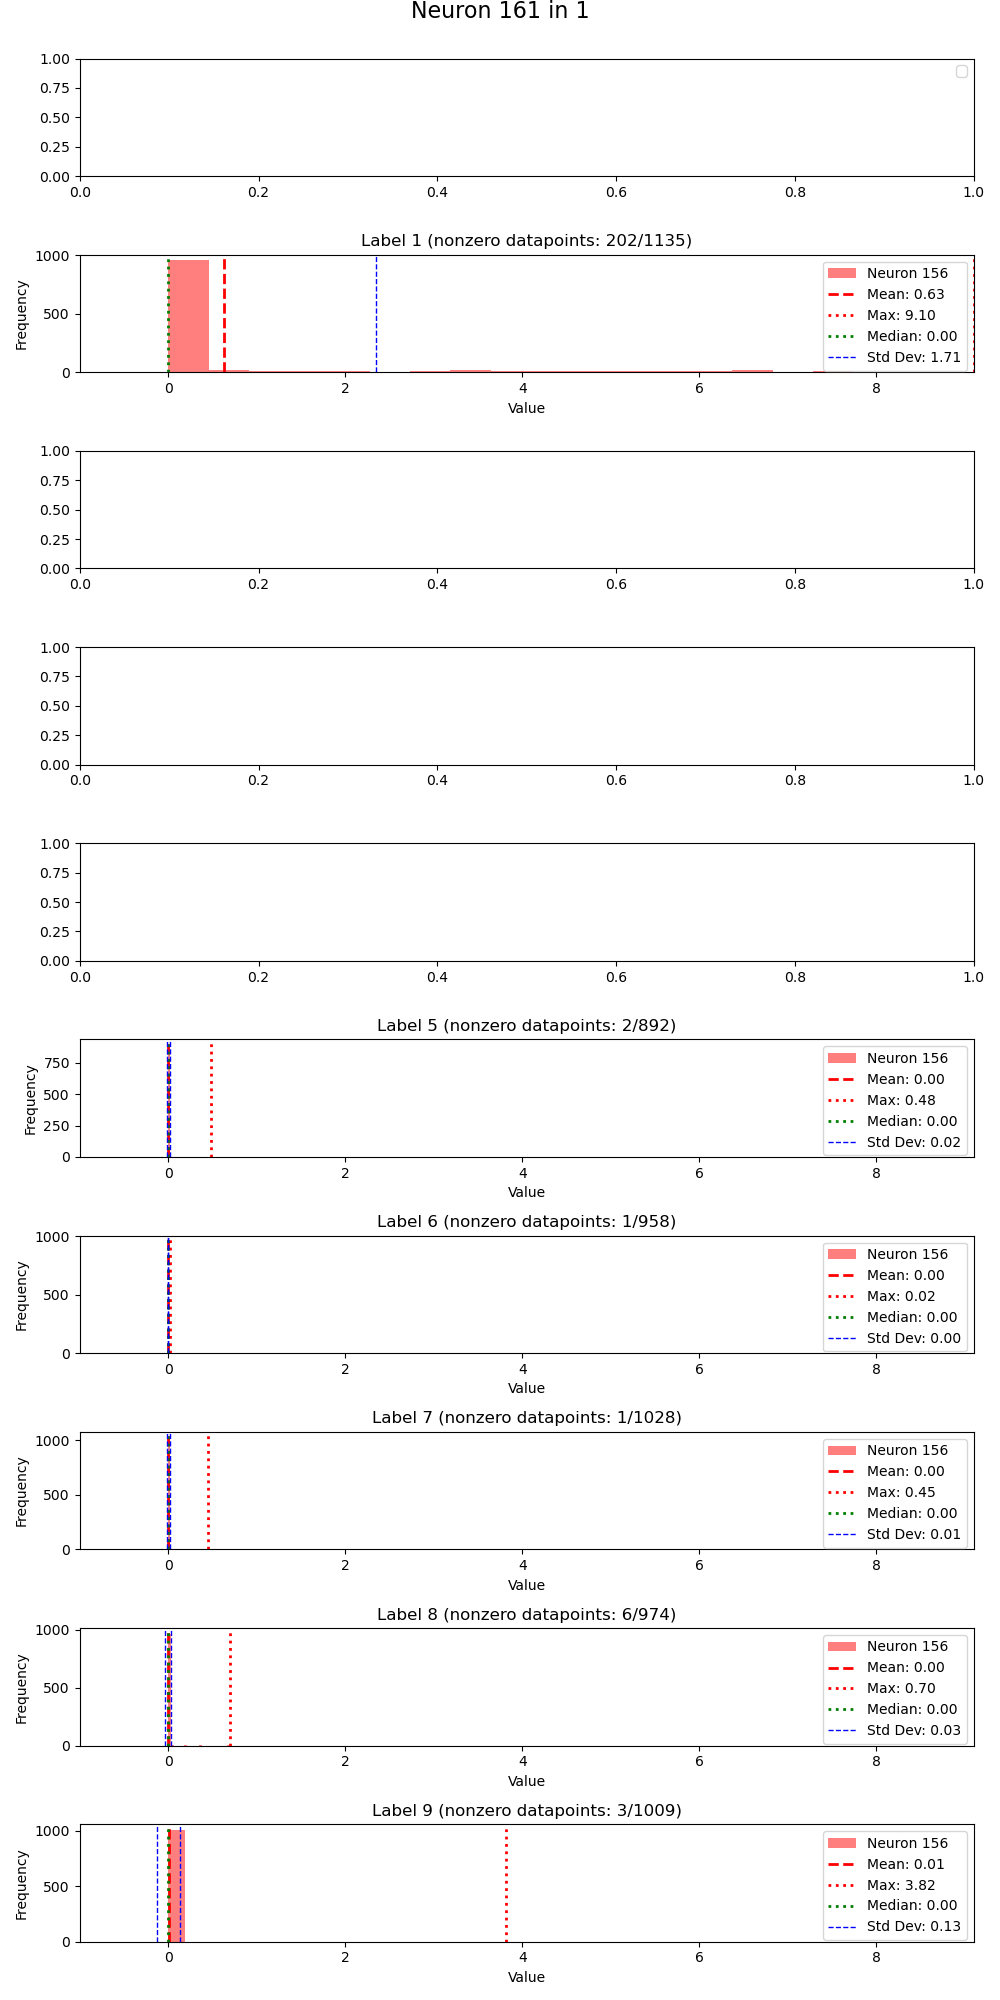 Neuron 161 in 1
1.00
0.75
0.50
0.25
0.00
0.0 0.2 0.4 0.6 0.8 1.0
Label 1 (nonzero datapoints: 202/1135)
1000
500
0
Frequency
Neuron 156
Mean: 0.63
Max: 9.10
Median: 0.00
Std Dev: 1.71
0 2 4 6 8
Value
1.00
0.75
0.50
0.25
0.00
0.0 0.2 0.4 0.6 0.8 1.0
1.00
0.75
0.50
0.25
0.00
0.0 0.2 0.4 0.6 0.8 1.0
1.00
0.75
0.50
0.25
0.00
0.0 0.2 0.4 0.6 0.8 1.0
Label 5 (nonzero datapoints: 2/892)
750
500
250
0
Frequency
Neuron 156
Mean: 0.00
Max: 0.48
Median: 0.00
Std Dev: 0.02
0 2 4 6 8
Value
Label 6 (nonzero datapoints: 1/958)
1000
500
0
Frequency
Neuron 156
Mean: 0.00
Max: 0.02
Median: 0.00
Std Dev: 0.00
0 2 4 6 8
Value
Label 7 (nonzero datapoints: 1/1028)
1000
500
0
Frequency
Neuron 156
Mean: 0.00
Max: 0.45
Median: 0.00
Std Dev: 0.01
0 2 4 6 8
Value
Label 8 (nonzero datapoints: 6/974)
1000
500
0
Frequency
Neuron 156
Mean: 0.00
Max: 0.70
Median: 0.00
Std Dev: 0.03
0 2 4 6 8
Value
Label 9 (nonzero datapoints: 3/1009)
1000
500
0
Frequency
Neuron 156
Mean: 0.01
Max: 3.82
Median: 0.00
Std Dev: 0.13
0 2 4 6 8
Value